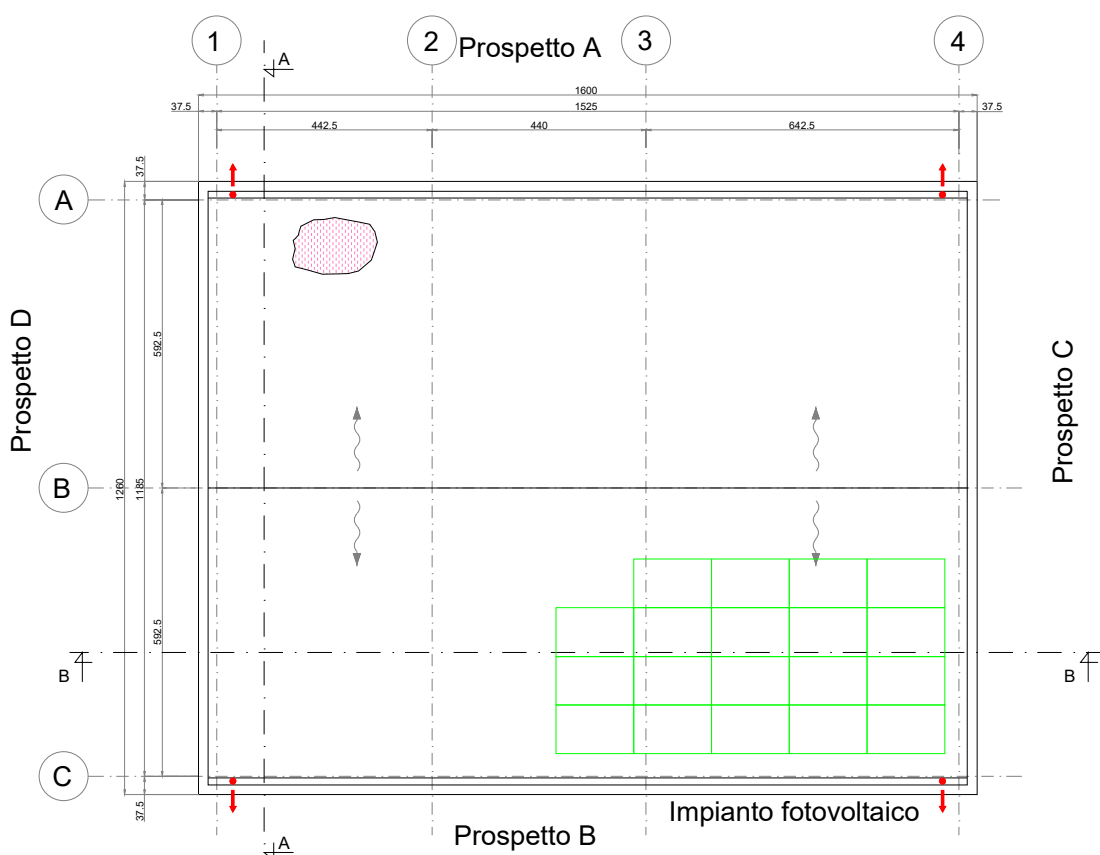 1
2
Prospetto A
3
4
A
1600
37.5
1525
37.5
442.5
440
642.5
37.5
A
592.5
Prospetto D
Prospetto C
B
1260
1185
592.5
B
B
C
37.5
Impianto fotovoltaico
Prospetto B
A